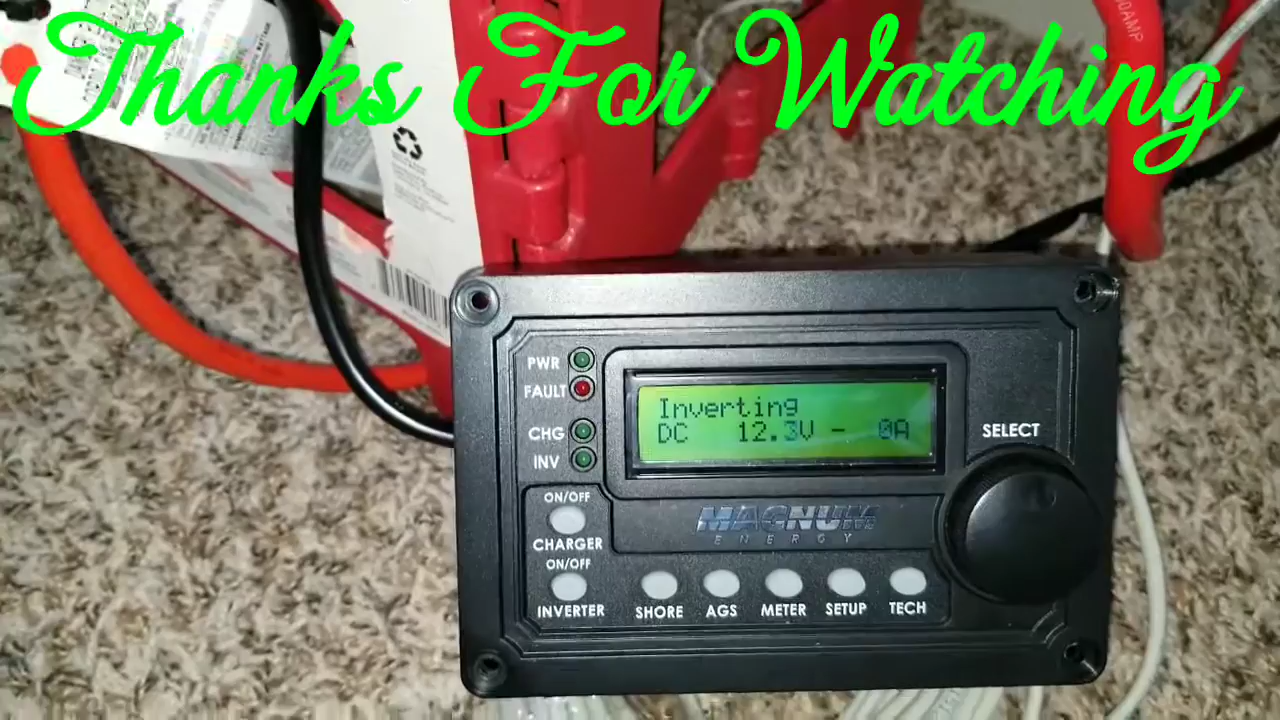 Thanks For Watching
0AMP
PWR
FAULT
CHG
INV
Inverting
DC 12.3V - 0A
SELECT
MAGNUM
ENERGY
ON/OFF
CHARGER
ON/OFF
INVERTER
SHORE
AGS
METER
SETUP
TECH